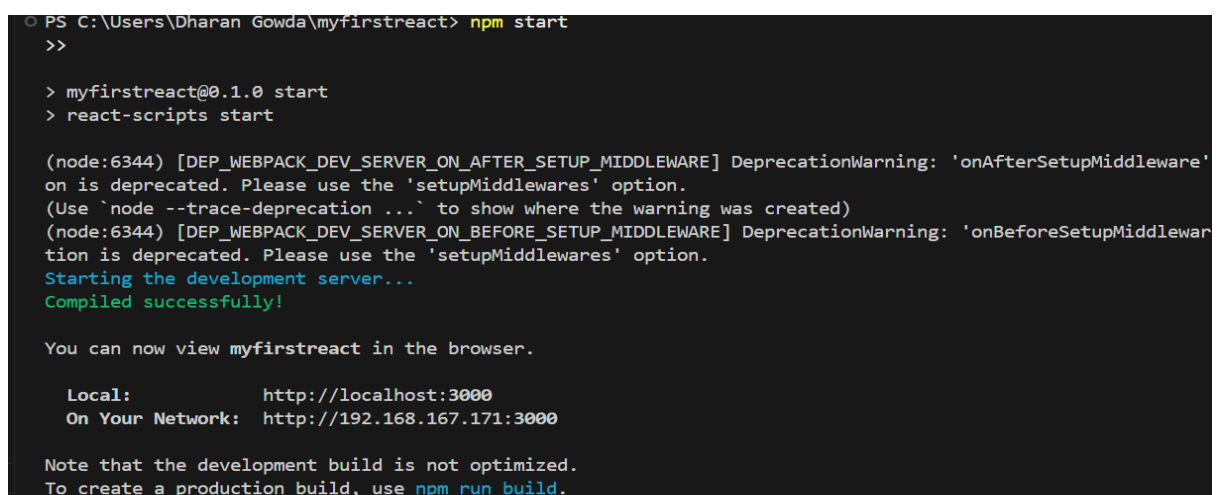 PS C:\Users\Dharan Gowda\myfirstreact> npm start
>>
> myfirstreact@0.1.0 start
> react-scripts start
(node:6344) [DEP_WEBPACK_DEV_SERVER_ON_AFTER_SETUP_MIDDLEWARE] DeprecationWarning: 'onAfterSetupMiddleware'
on is deprecated. Please use the 'setupMiddlewares' option.
(Use `node --trace-deprecation ...` to show where the warning was created)
(node:6344) [DEP_WEBPACK_DEV_SERVER_ON_BEFORE_SETUP_MIDDLEWARE] DeprecationWarning: 'onBeforeSetupMiddlewar
tion is deprecated. Please use the 'setupMiddlewares' option.
Starting the development server...
Compiled successfully!
You can now view myfirstreact in the browser.
Local: http://localhost:3000
On Your Network: http://192.168.167.171:3000
Note that the development build is not optimized.
To create a production build, use npm run build.